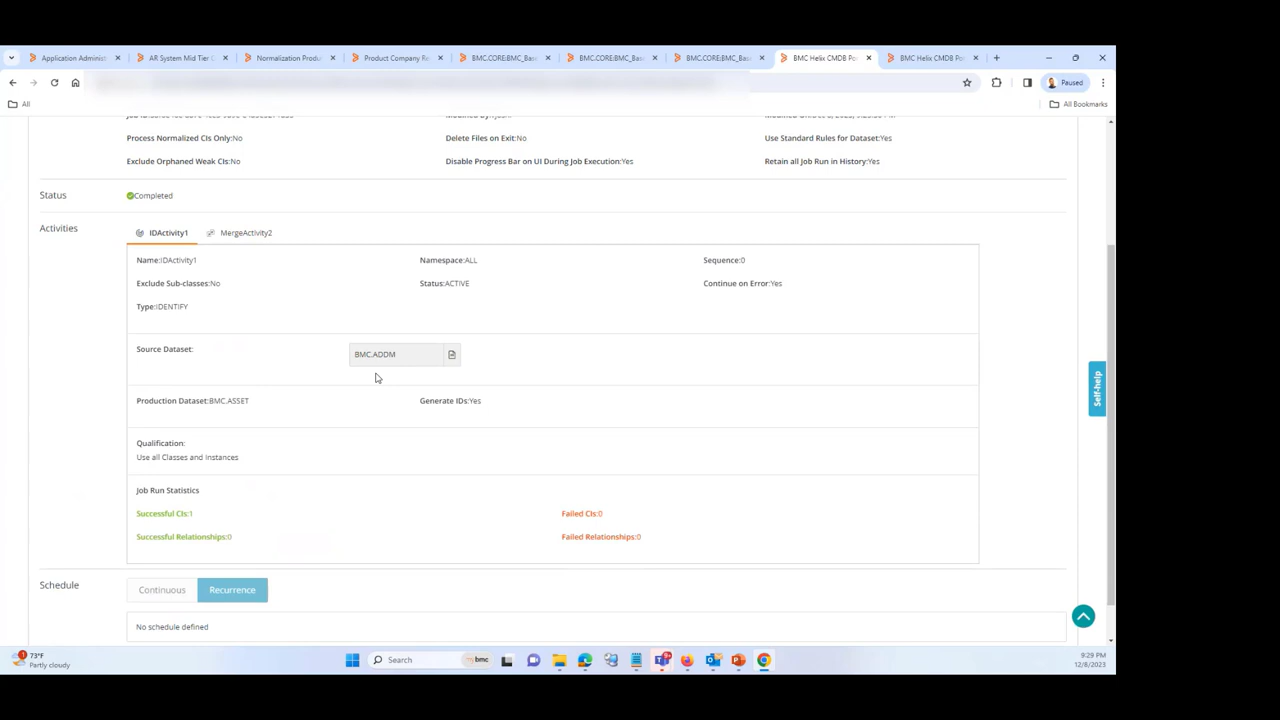 Application Administ
AR System Mid Tier C
Normalization Produ
Product Company Re
BMC.CORE:BMC_Bas
BMC.CORE:BMC_Bas
BMC.CORE:BMC_Bas
BMC Helix CMDB Po
BMC Helix CMDB Po
Paused
All
All Bookmarks
Process Normalized CIs Only:No
Delete Files on Exit:No
Use Standard Rules for Dataset:Yes
Exclude Orphaned Weak CIs:No
Disable Progress Bar on UI During Job Execution:Yes
Retain all Job Run in History:Yes
Status
Completed
Activities
IDActivity1
MergeActivity2
Name:IDActivity1
Namespace:ALL
Sequence:0
Exclude Sub-classes:No
Status:ACTIVE
Continue on Error:Yes
Type:IDENTIFY
Source Dataset:
BMC.ADDM
Production Dataset:BMC.ASSET
Generate IDs:Yes
Qualification:
Use all Classes and Instances
Job Run Statistics
Successful CIs:1
Failed CIs:0
Successful Relationships:0
Failed Relationships:0
Schedule
Continuous
Recurrence
No schedule defined
Self-help
73°F
Partly cloudy
Search
bmc
9:29 PM
12/8/2023